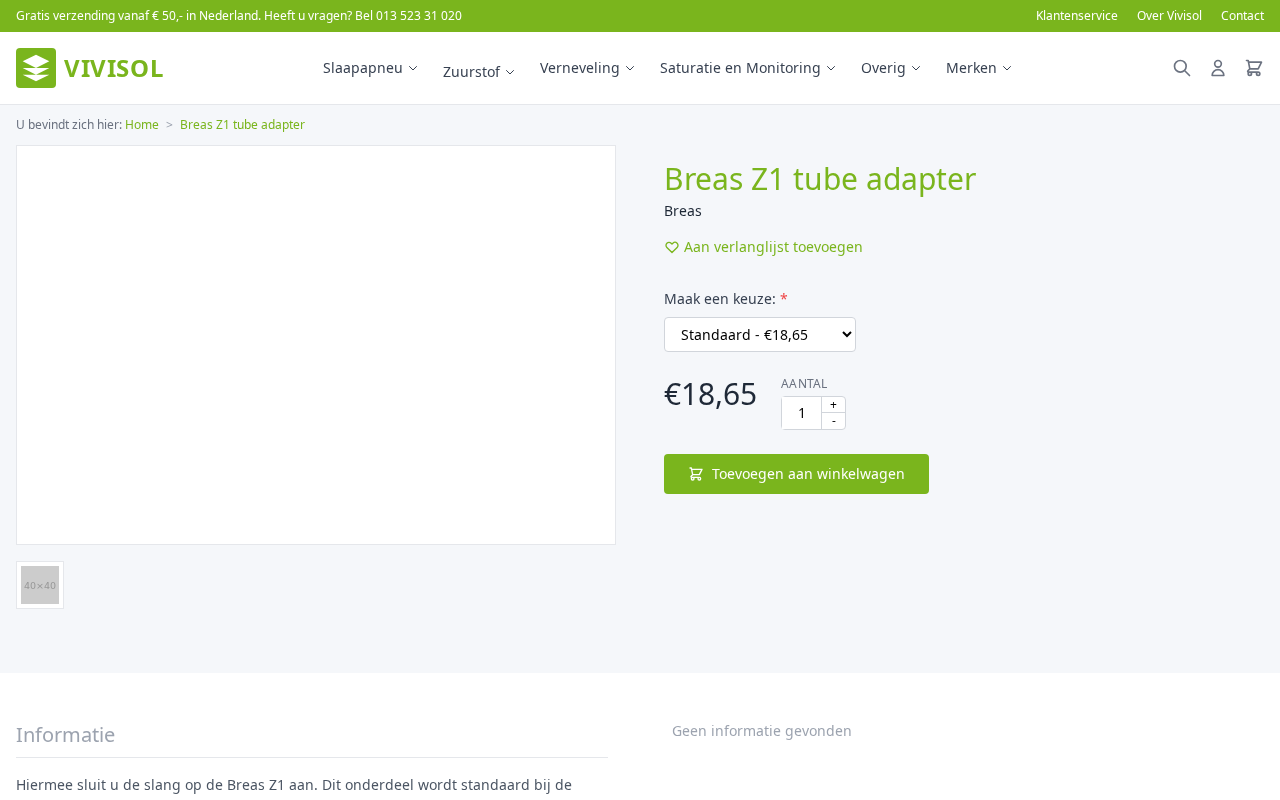 Gratis verzending vanaf € 50,- in Nederland. Heeft u vragen? Bel 013 523 31 020
Klantenservice Over Vivisol Contact
VIVISOL
Slaapapneu Zuurstof Verneveling Saturatie en Monitoring Overig Merken
U bevindt zich hier: Home > Breas Z1 tube adapter
Breas Z1 tube adapter
Breas
Aan verlanglijst toevoegen
Maak een keuze: *
Standaard - €18,65
€18,65
AANTAL
1
+
-
Toevoegen aan winkelwagen
40×40
Informatie
Hiermee sluit u de slang op de Breas Z1 aan. Dit onderdeel wordt standaard bij de
Geen informatie gevonden